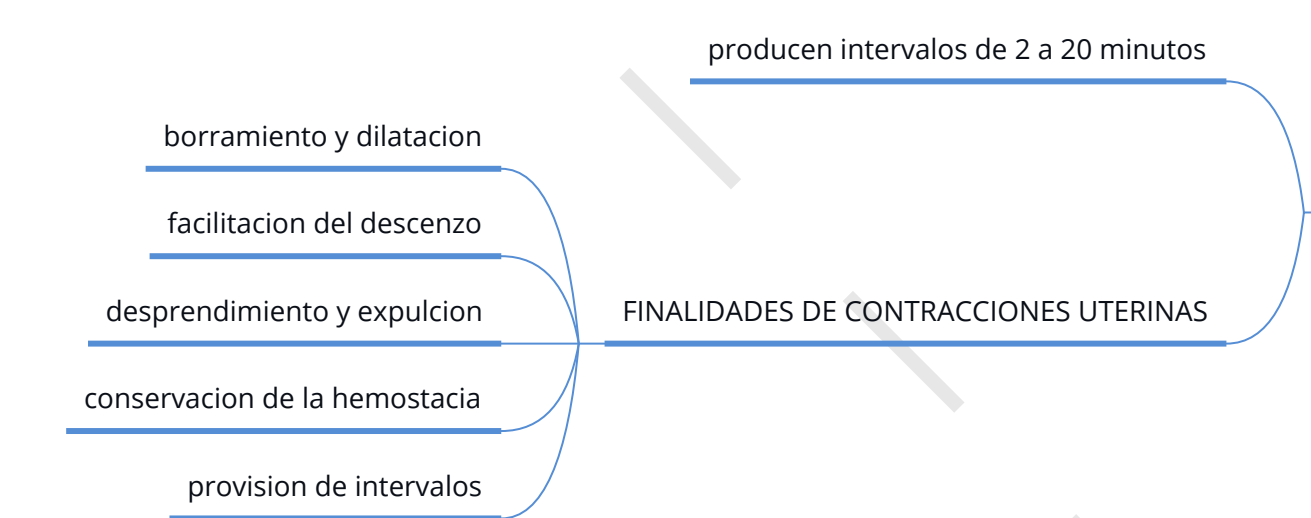 producen intervalos de 2 a 20 minutos
borramiento y dilatacion
facilitacion del descenzo
desprendimiento y expulcion
FINALIDADES DE CONTRACCIONES UTERINAS
conservacion de la hemostacia
provision de intervalos